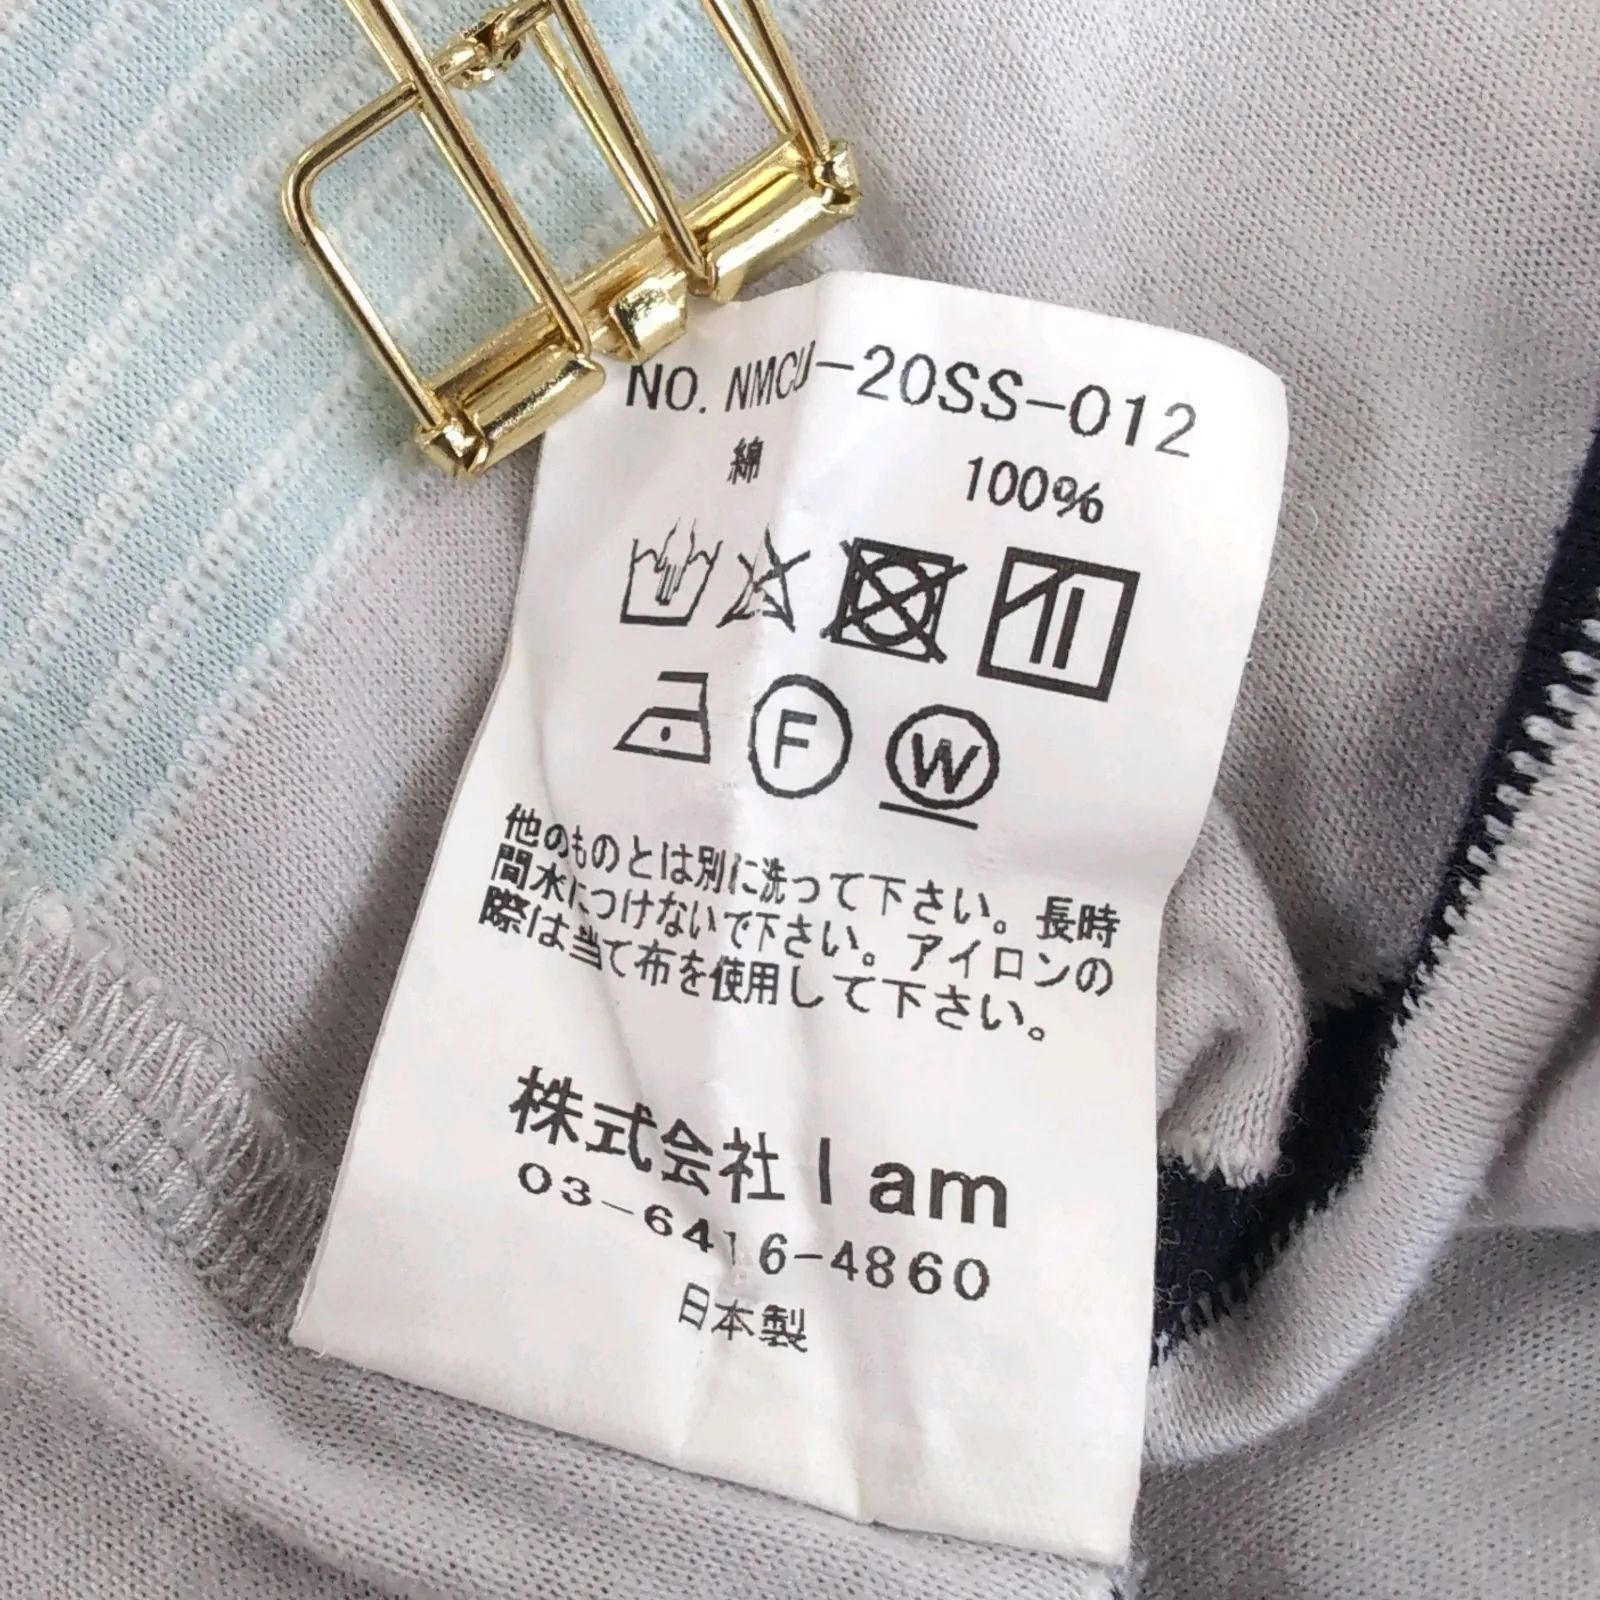 NO. NMCU-20SS-012
綿 100%
F W
他のものとは別に洗って下さい。長時
間水につけないで下さい。アイロンの
際は当て布を使用して下さい。
株式会社 I am
03-6416-4860
日本製